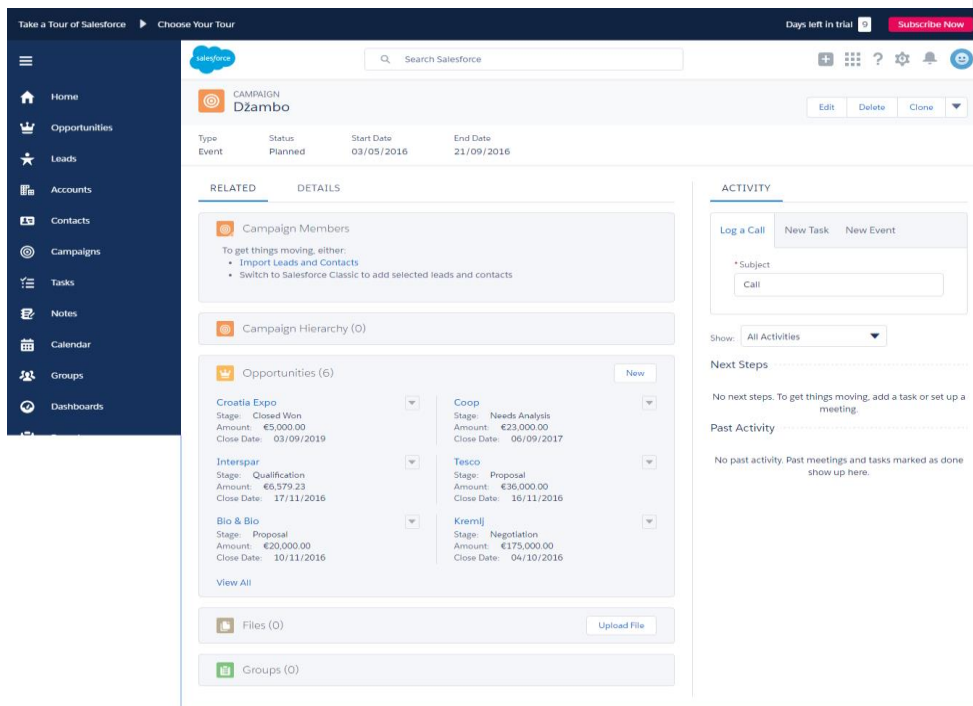 Take a Tour of Salesforce Choose Your Tour
Days left in trial 9 Subscribe Now
salesforce
Search Salesforce
Home
Opportunities
Leads
Accounts
Contacts
Campaigns
Tasks
Notes
Calendar
Groups
Dashboards
CAMPAIGN
Džambo
Edit Delete Clone
Type Status Start Date End Date
Event Planned 03/05/2016 21/09/2016
RELATED DETAILS
Campaign Members
To get things moving, either:
• Import Leads and Contacts
• Switch to Salesforce Classic to add selected leads and contacts
Campaign Hierarchy (0)
Opportunities (6) New
Croatia Expo
Stage: Closed Won
Amount: €5,000.00
Close Date: 03/09/2019
Coop
Stage: Needs Analysis
Amount: €23,000.00
Close Date: 06/09/2017
Interspar
Stage: Qualification
Amount: €6,579.23
Close Date: 17/11/2016
Tesco
Stage: Proposal
Amount: €36,000.00
Close Date: 16/11/2016
Bio & Bio
Stage: Proposal
Amount: €20,000.00
Close Date: 10/11/2016
Kremlj
Stage: Negotiation
Amount: €175,000.00
Close Date: 04/10/2016
View All
Files (0) Upload File
Groups (0)
ACTIVITY
Log a Call New Task New Event
* Subject
Call
Show: All Activities
Next Steps
No next steps. To get things moving, add a task or set up a
meeting.
Past Activity
No past activity. Past meetings and tasks marked as done
show up here.